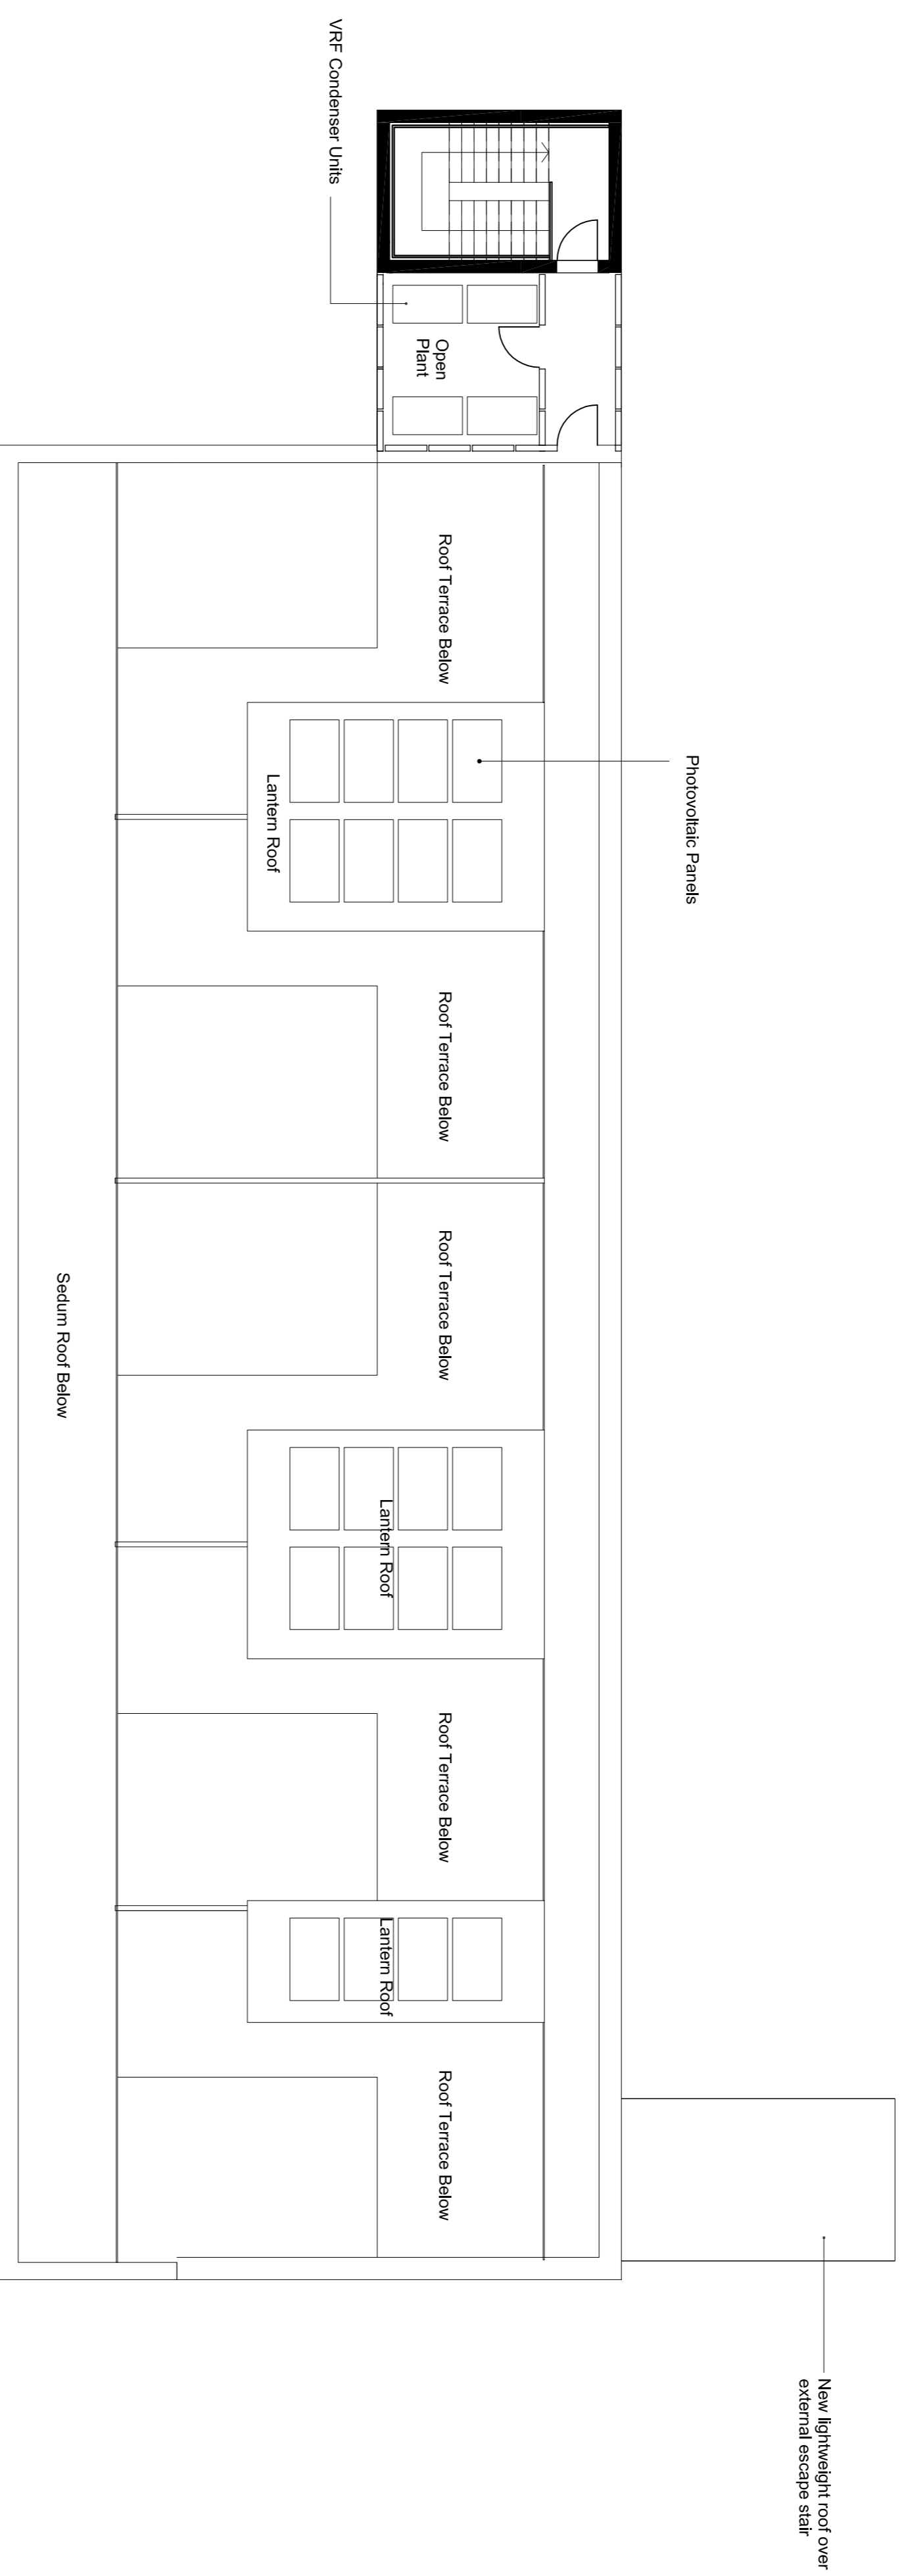 VRF Condenser Units
Open
Plant
Roof Terrace Below
Photovoltaic Panels
Lantern Roof
Roof Terrace Below
Roof Terrace Below
Sedum Roof Below
Lantern Roof
Roof Terrace Below
Lantern Roof
Roof Terrace Below
New lightweight roof over
external escape stair